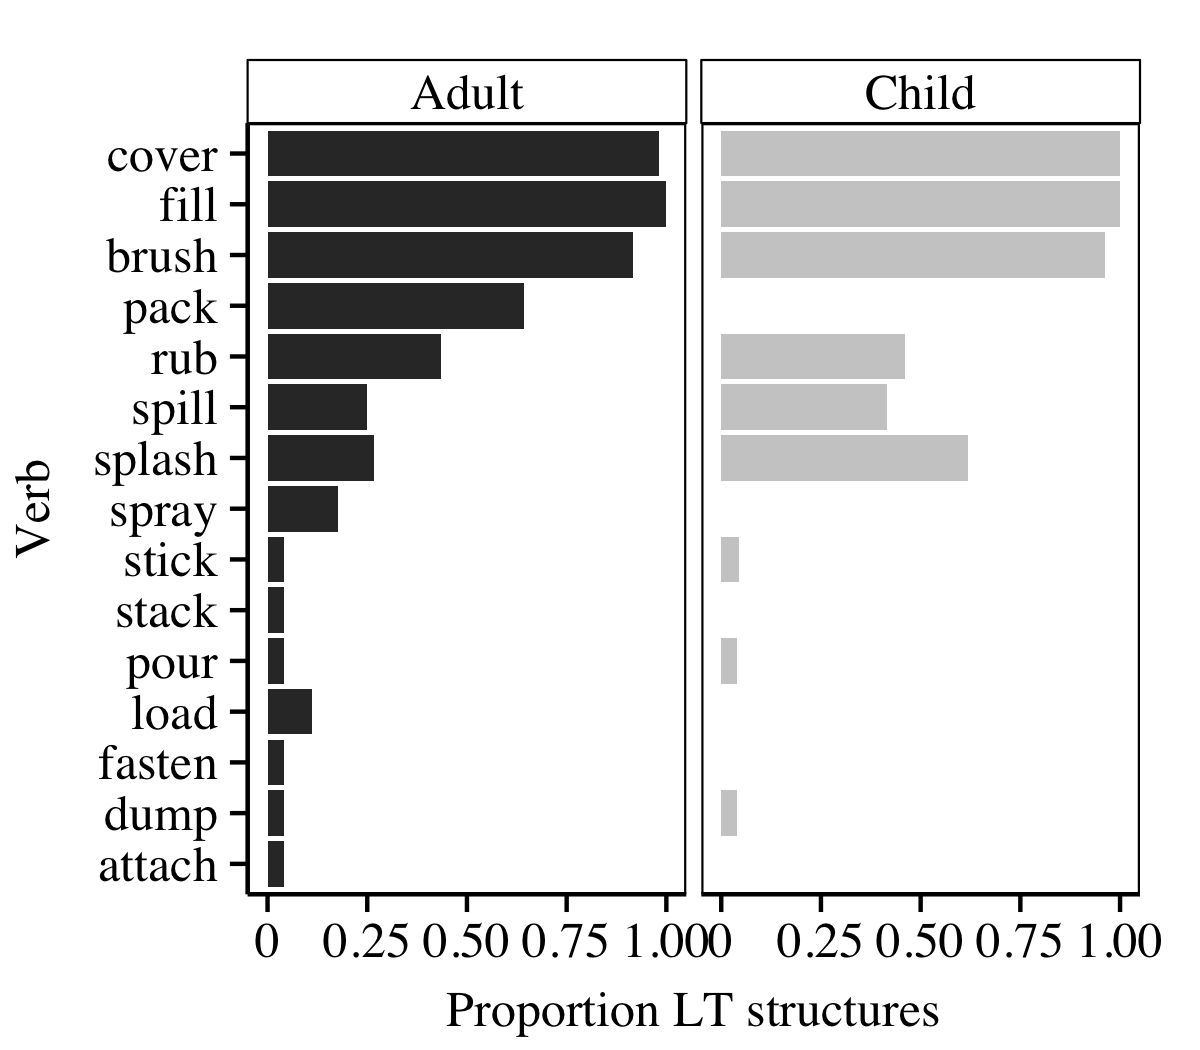 Adult Child
cover
fill
brush
pack
rub
spill
splash
spray
stick
stack
pour
load
fasten
dump
attach
Verb
0 0.25 0.50 0.75 1.00 0 0.25 0.50 0.75 1.00
Proportion LT structures